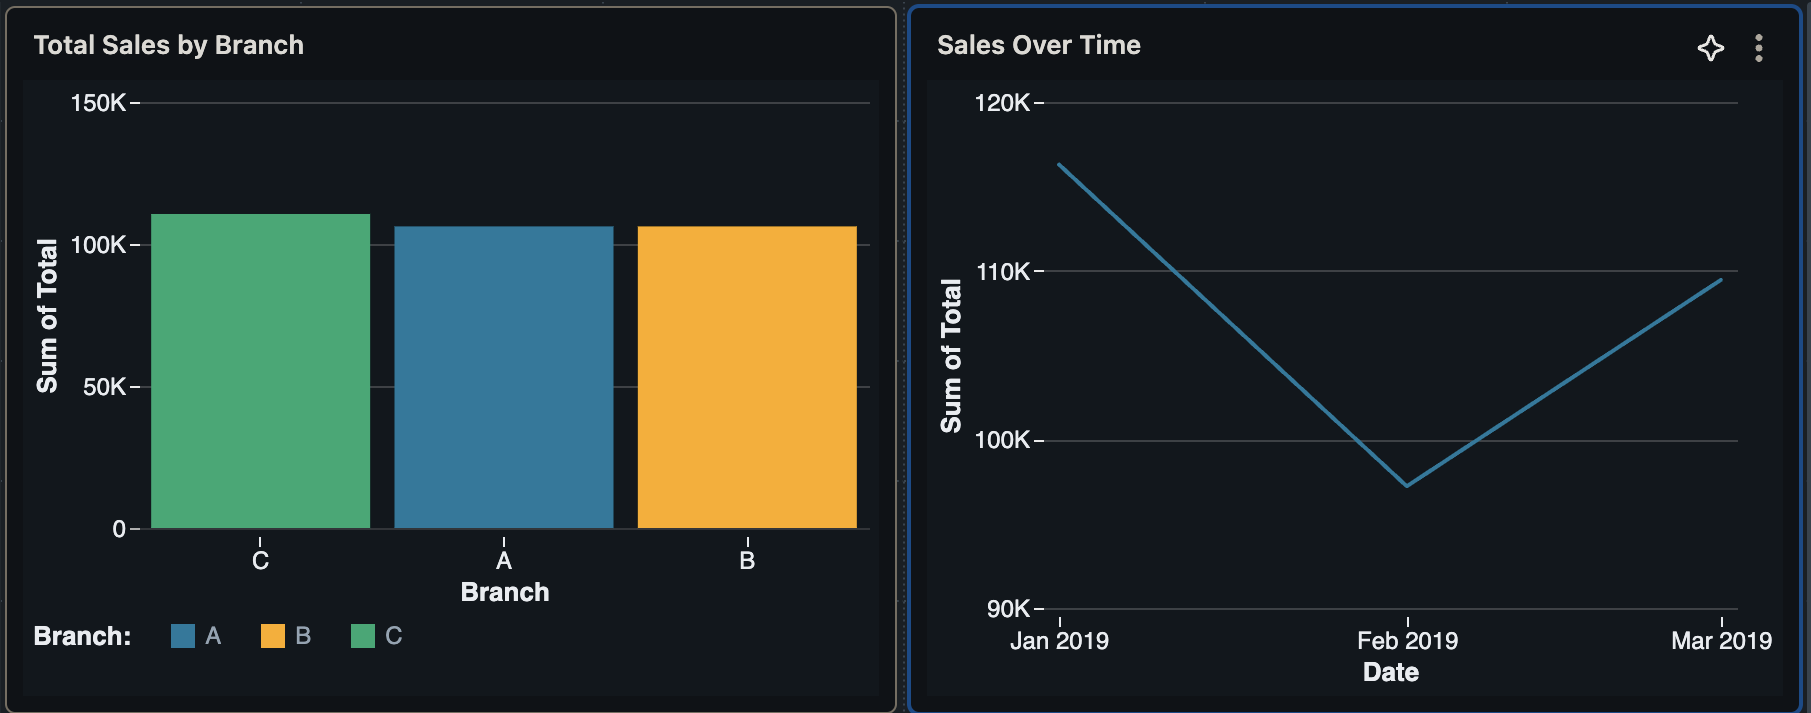 Total Sales by Branch
150K
100K
50K
0
Sum of Total
C A B
Branch
Branch: A B C
Sales Over Time
120K
110K
100K
90K
Sum of Total
Jan 2019 Feb 2019 Mar 2019
Date